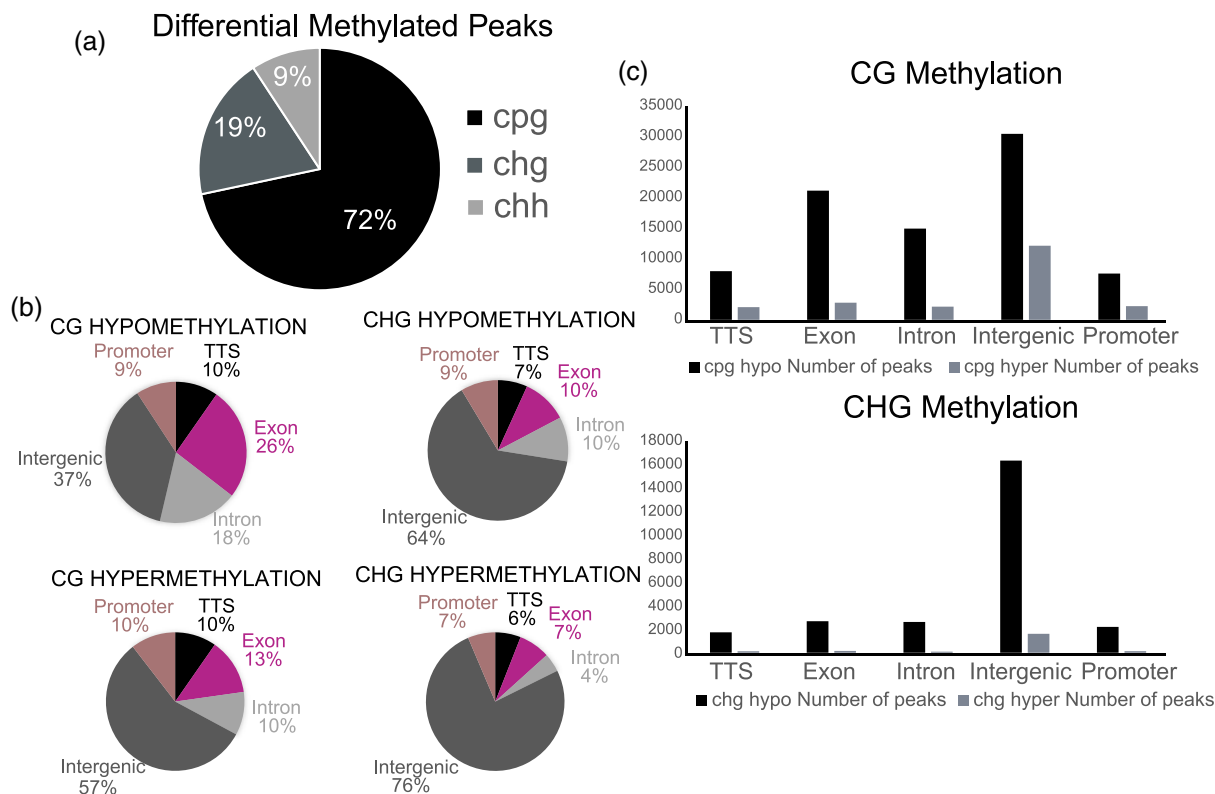 (a)
Differential Methylated Peaks
9%
19%
72%
cpg
chg
chh
(b)
CG HYPOMETHYLATION
Promoter
9%
TTS
10%
Exon
26%
Intergenic
37%
Intron
18%
CHG HYPOMETHYLATION
Promoter
9%
TTS
7%
Exon
10%
Intron
10%
Intergenic
64%
CG HYPERMETHYLATION
Promoter
10%
TTS
10%
Exon
13%
Intron
10%
Intergenic
57%
CHG HYPERMETHYLATION
Promoter
7%
TTS
6%
Exon
7%
Intron
4%
Intergenic
76%
(c)
CG Methylation
35000
30000
25000
20000
15000
10000
5000
0
TTS Exon Intron Intergenic Promoter
cpg hypo Number of peaks cpg hyper Number of peaks
CHG Methylation
18000
16000
14000
12000
10000
8000
6000
4000
2000
0
TTS Exon Intron Intergenic Promoter
chg hypo Number of peaks chg hyper Number of peaks